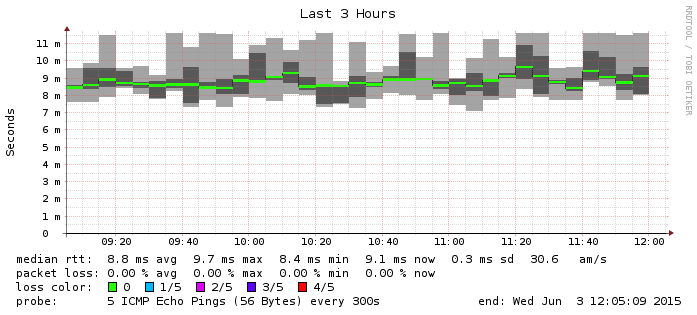 Last 3 Hours
RRDTOOL / TOBI OETIKER
Seconds
11 m
10 m
9 m
8 m
7 m
6 m
5 m
4 m
3 m
2 m
1 m
0
09:20 09:40 10:00 10:20 10:40 11:00 11:20 11:40 12:00
median rtt: 8.8 ms avg 9.7 ms max 8.4 ms min 9.1 ms now 0.3 ms sd 30.6 am/s
packet loss: 0.00 % avg 0.00 % max 0.00 % min 0.00 % now
loss color: 0 1/5 2/5 3/5 4/5
probe: 5 ICMP Echo Pings (56 Bytes) every 300s end: Wed Jun 3 12:05:09 2015